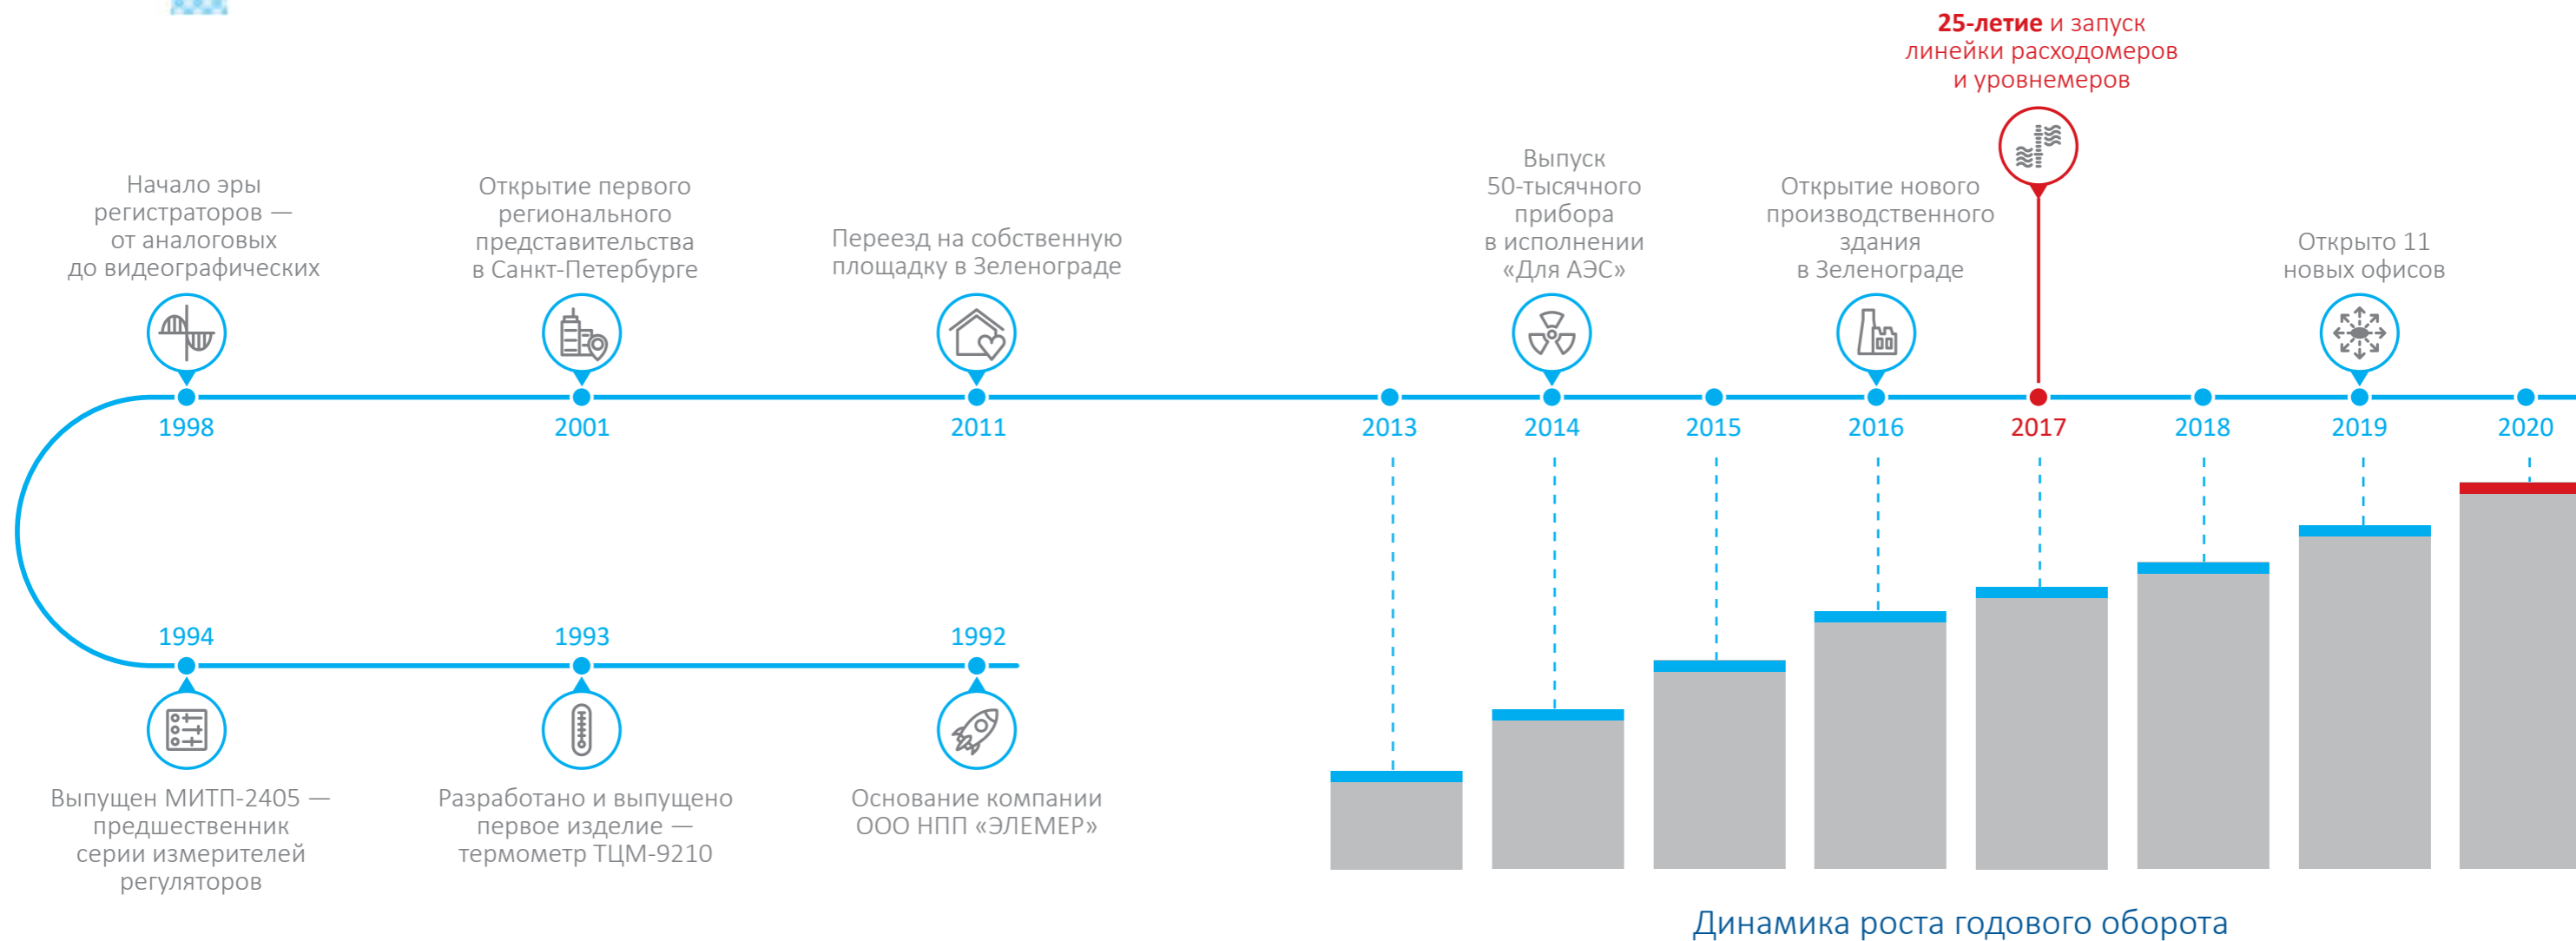 25-летие и запуск
линейки расходомеров
и уровнемеров
Начало эры
регистраторов —
от аналоговых
до видеографических
Открытие первого
регионального
представительства
в Санкт-Петербурге
Переезд на собственную
площадку в Зеленограде
Выпуск
50-тысячного
прибора
в исполнении
«Для АЭС»
Открытие нового
производственного
здания
в Зеленограде
Открыто 11
новых офисов
1998
2001
2011
2013
2014
2015
2016
2017
2018
2019
2020
1994
1993
1992
Выпущен МИТП-2405 —
предшественник
серии измерителей
регуляторов
Разработано и выпущено
первое изделие —
термометр ТЦМ-9210
Основание компании
ООО НПП «ЭЛЕМЕР»
Динамика роста годового оборота